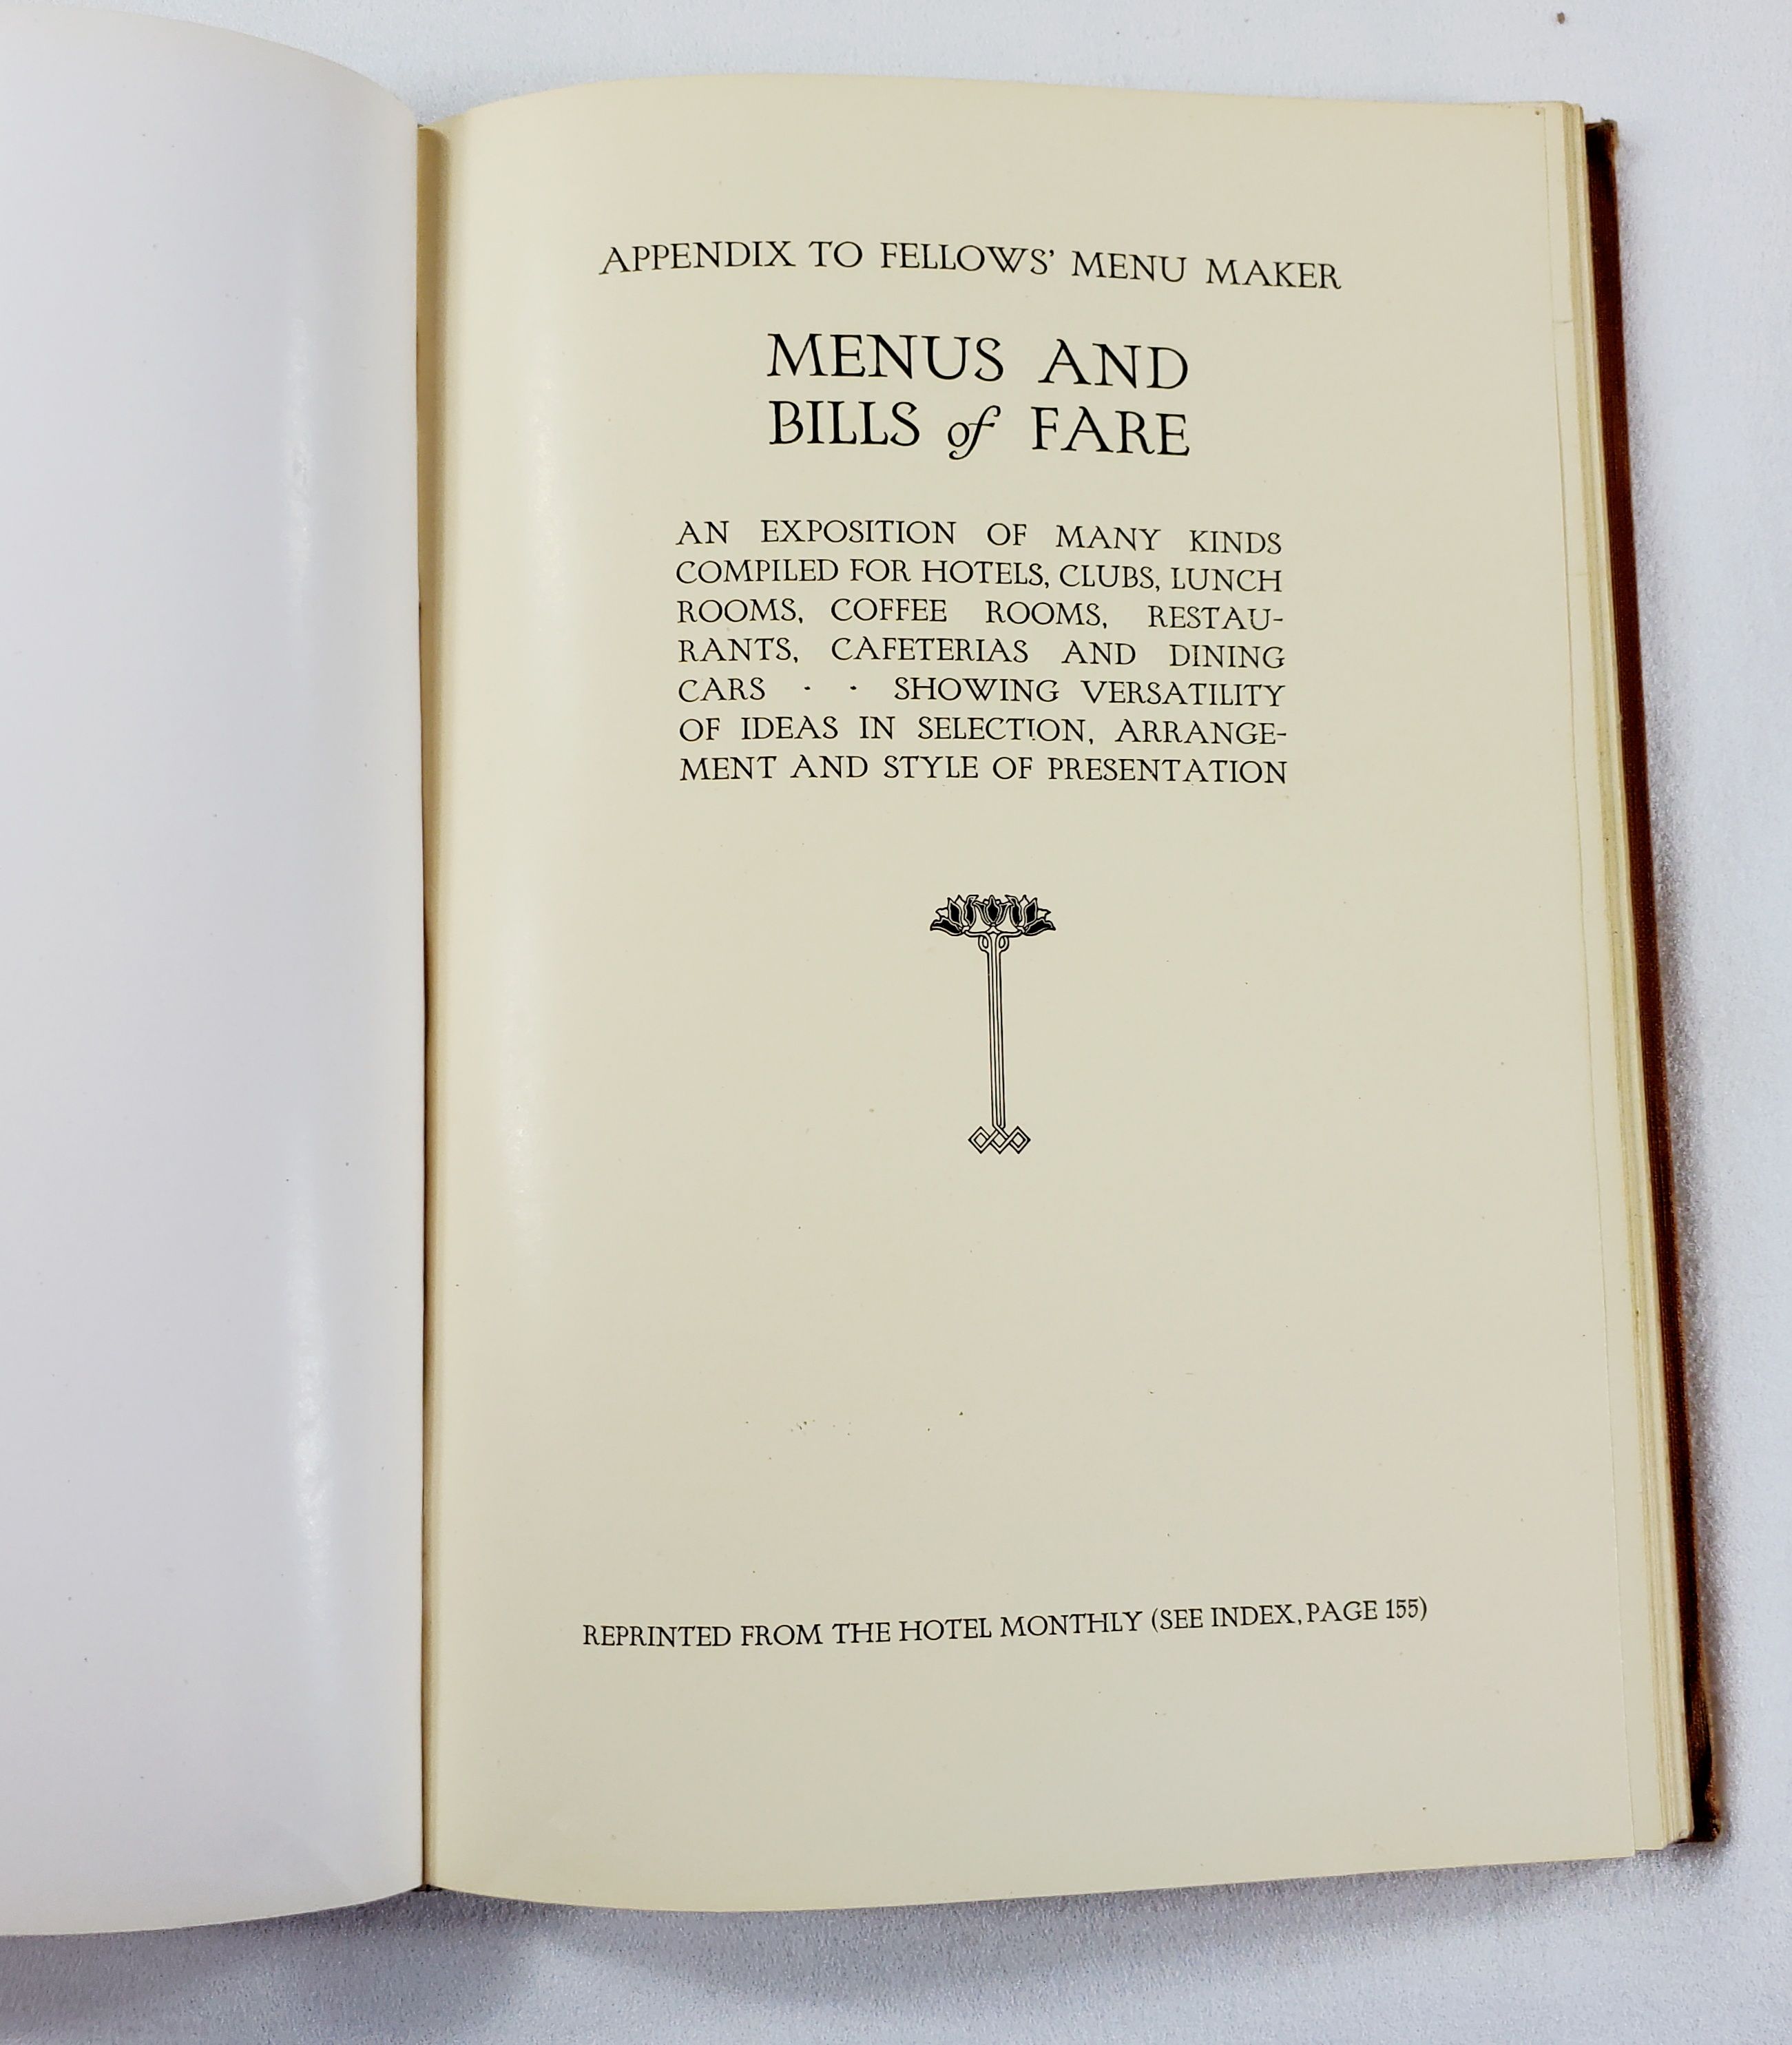 APPENDIX TO FELLOWS' MENU MAKER
MENUS AND
BILLS of FARE
AN EXPOSITION OF MANY KINDS
COMPILED FOR HOTELS, CLUBS, LUNCH
ROOMS, COFFEE ROOMS, RESTAU-
RANTS, CAFETERIAS AND DINING
CARS · · SHOWING VERSATILITY
OF IDEAS IN SELECTION, ARRANGE-
MENT AND STYLE OF PRESENTATION
REPRINTED FROM THE HOTEL MONTHLY (SEE INDEX, PAGE 155)